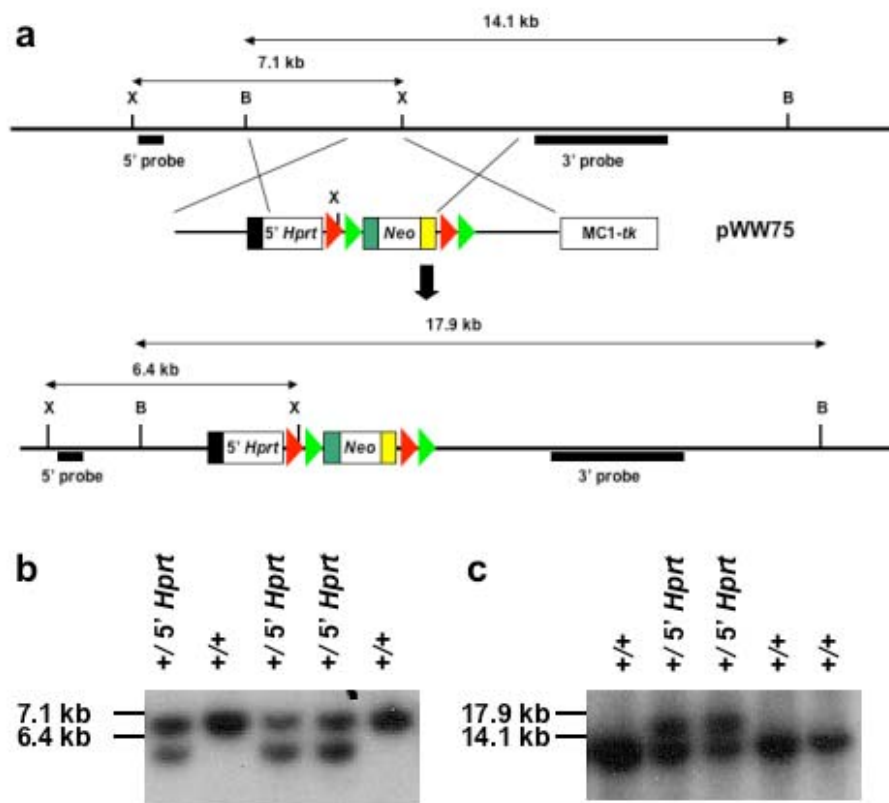 a
14.1 kb
7.1 kb
X B X B
5' probe 3' probe
X
5' Hprt Neo MC1-tk pWW75
17.9 kb
6.4 kb
X B X B
5' Hprt Neo
5' probe 3' probe
b
+/ 5' Hprt
+/+
+/ 5' Hprt
+/ 5' Hprt
+/+
7.1 kb
6.4 kb
c
+/+
+/ 5' Hprt
+/ 5' Hprt
+/+
+/+
17.9 kb
14.1 kb